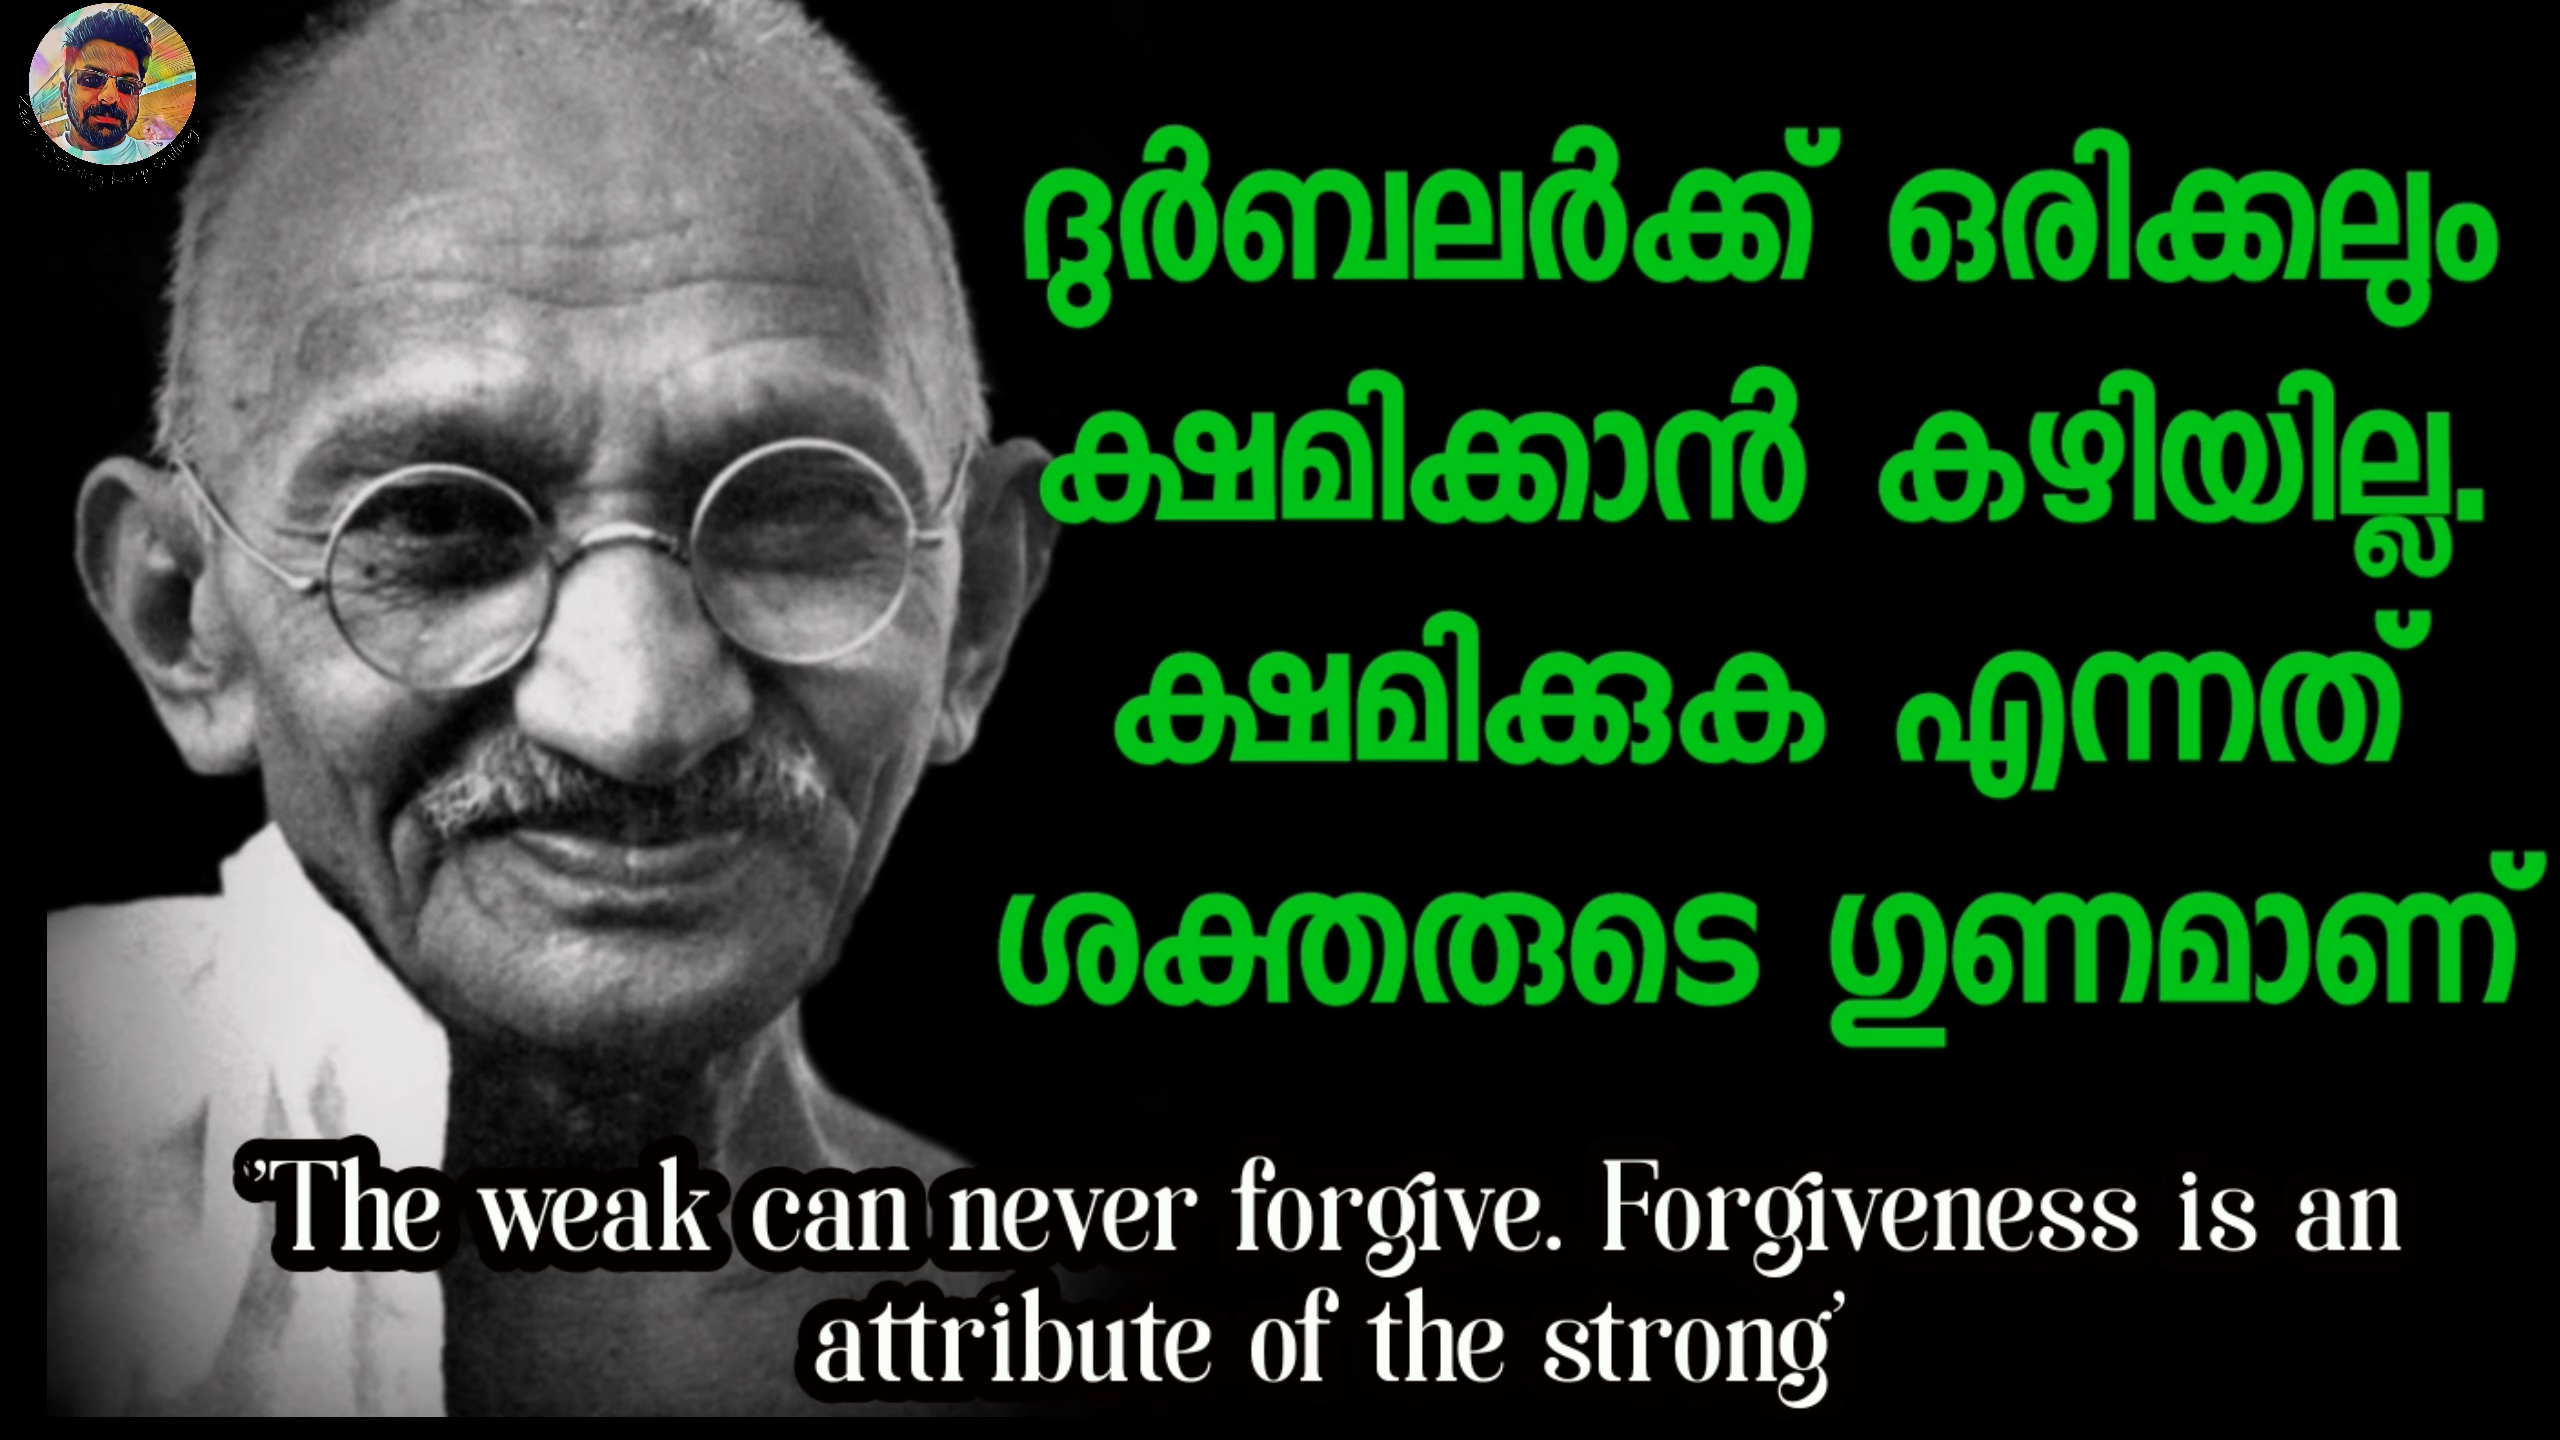 ദുർബലർക്ക് ഒരിക്കലും
ക്ഷമിക്കാൻ കഴിയില്ല.
ക്ഷമിക്കുക എന്നത്
ശക്തരുടെ ഗുണമാണ്
‘’The weak can never forgive. Forgiveness is an
attribute of the strong’